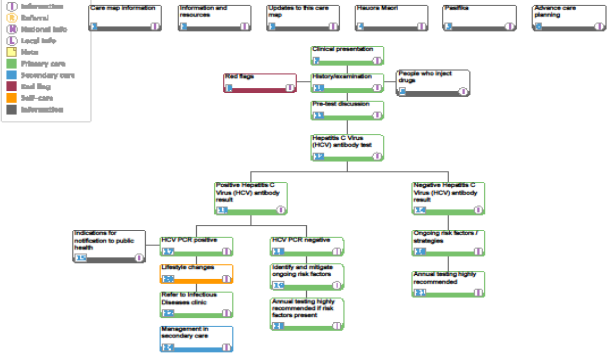 Information
Referral
National info
Local info
Note
Primary care
Secondary care
Red flag
Self-care
Information
Care map information
Information and
resources
Updates to this care
map
Hauora Maori
Pasifika
Advance care
planning
Clinical presentation
Red flags
History/examination
People who inject
drugs
Pre-test discussion
Hepatitis C Virus
(HCV) antibody test
Positive Hepatitis C
Virus (HCV) antibody
result
Negative Hepatitis C
Virus (HCV) antibody
result
Indications for
notification to public
health
HCV PCR positive
HCV PCR negative
Ongoing risk factors /
strategies
Lifestyle changes
Identify and mitigate
ongoing risk factors
Annual testing highly
recommended
Refer to Infectious
Diseases clinic
Annual testing highly
recommended if risk
factors present
Management in
secondary care